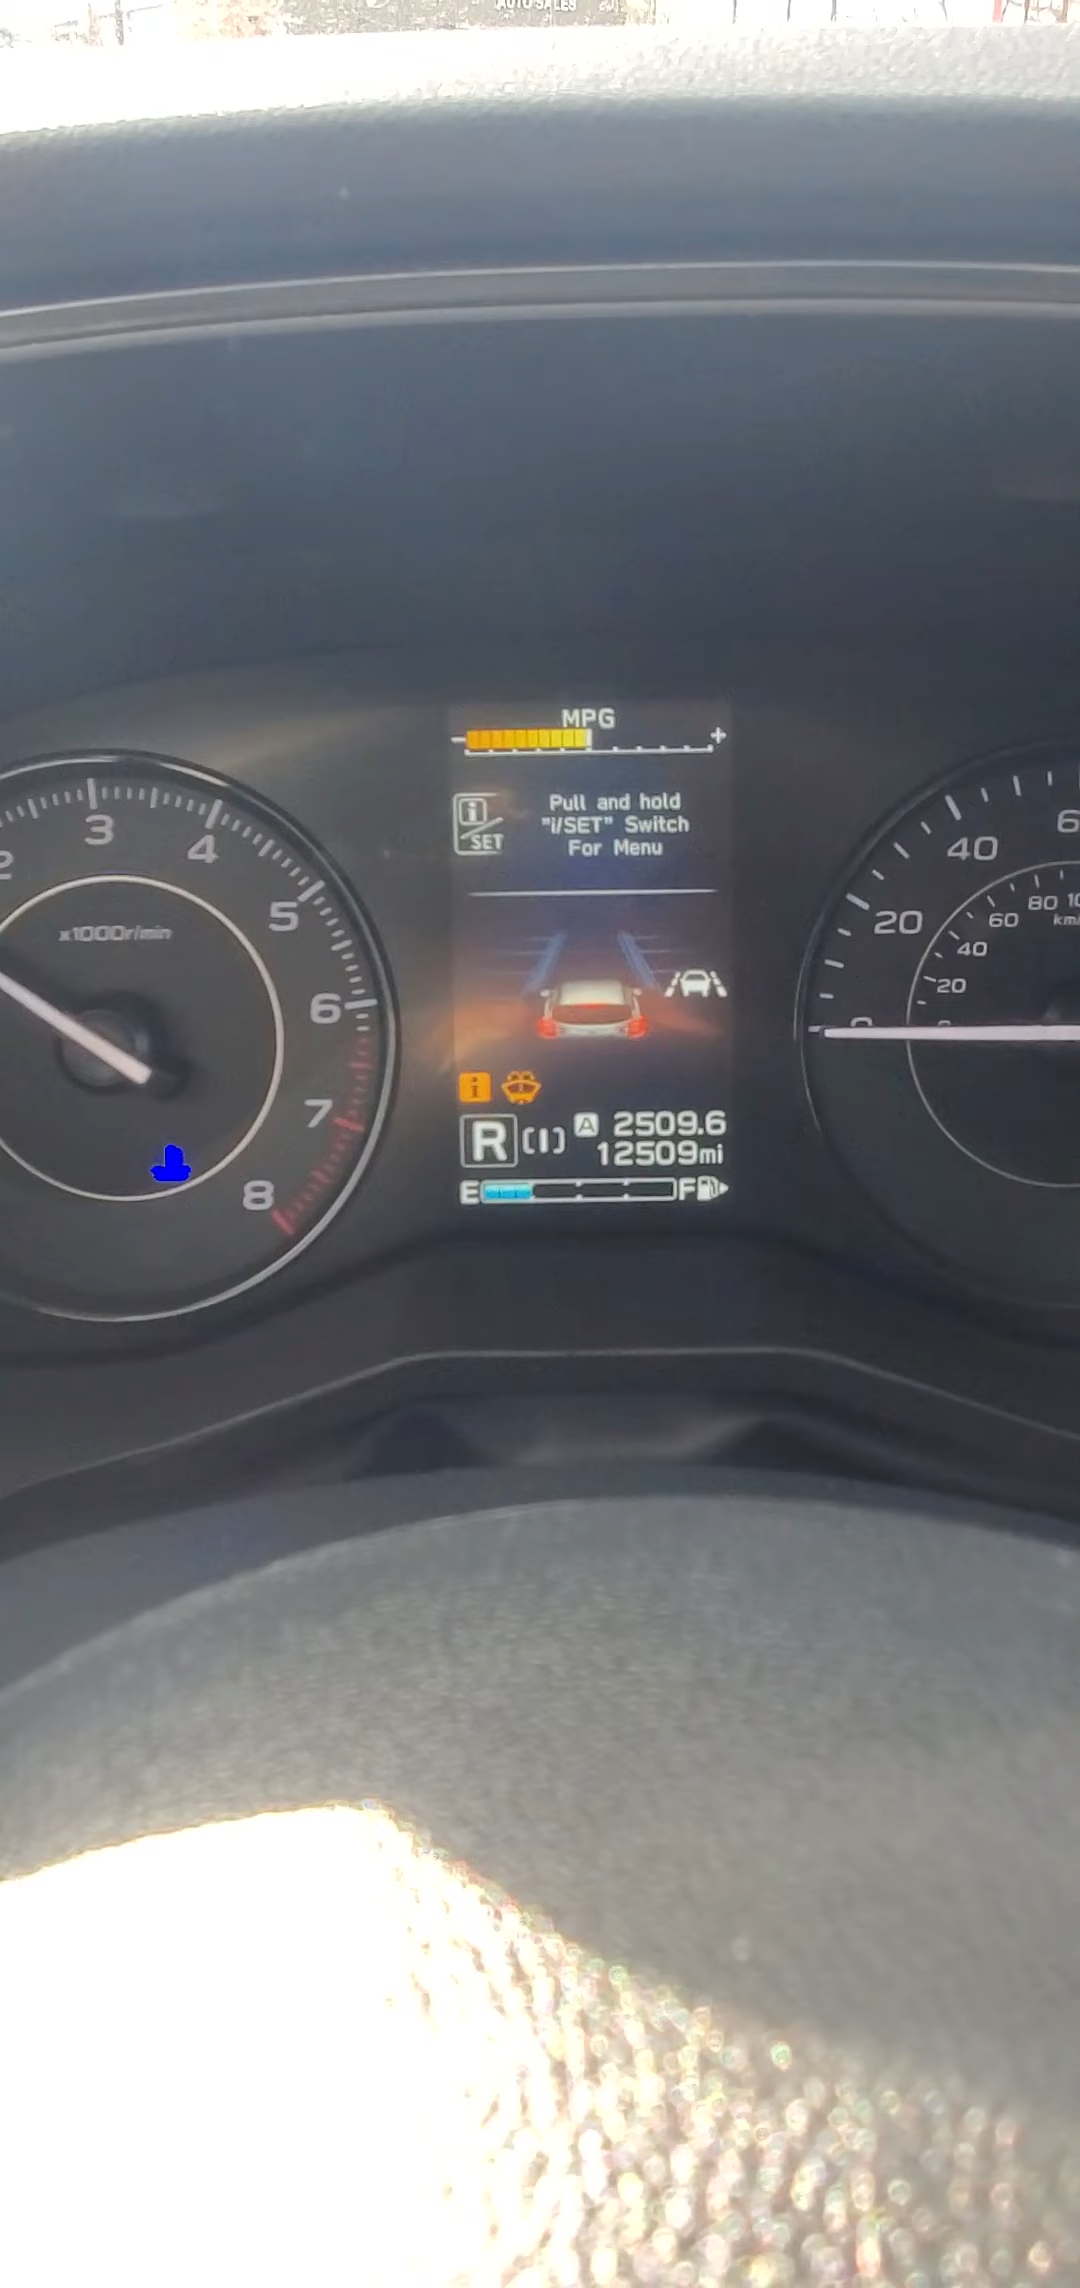 AUTO SALES
MPG
- +
i
SET
Pull and hold
"i/SET" Switch
For Menu
2 3 4 5 6 7 8
x1000r/min
20 40 6
20 40 60 80 10
km/
0
i
R [I] A 2509.6
12509mi
E F